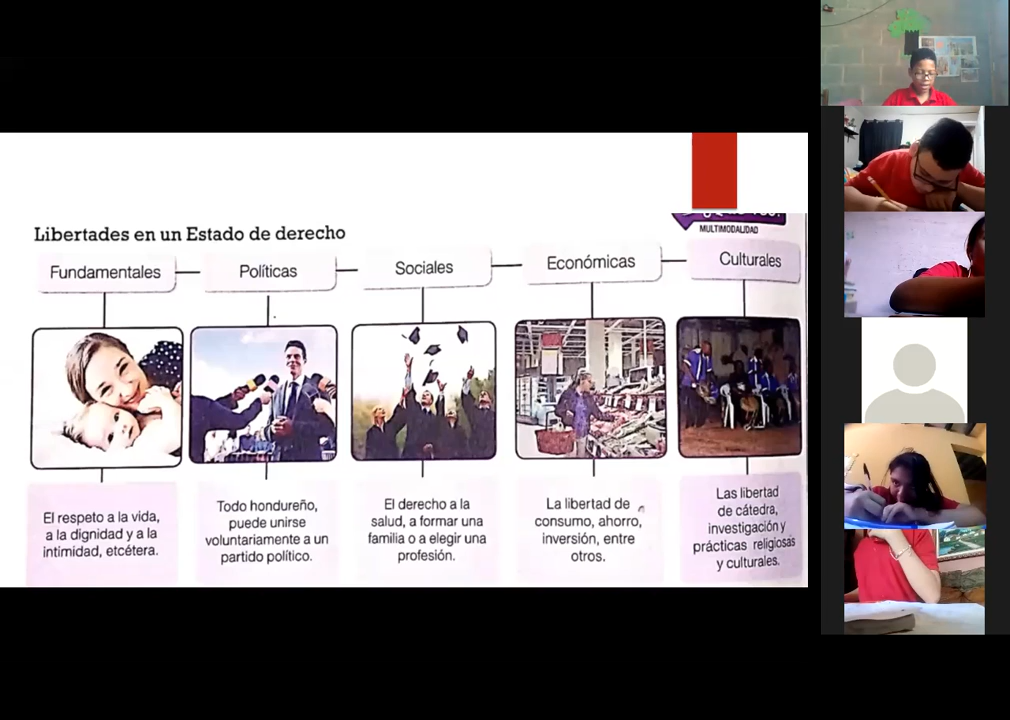 MULTIMODALIDAD
Libertades en un Estado de derecho
Fundamentales
Políticas
Sociales
Económicas
Culturales
El respeto a la vida,
a la dignidad y a la
intimidad, etcétera.
Todo hondureño,
puede unirse
voluntariamente a un
partido político.
El derecho a la
salud, a formar una
familia o a elegir una
profesión.
La libertad de
consumo, ahorro,
inversión, entre
otros.
Las libertad
de cátedra,
investigación y
prácticas religiosas
y culturales.